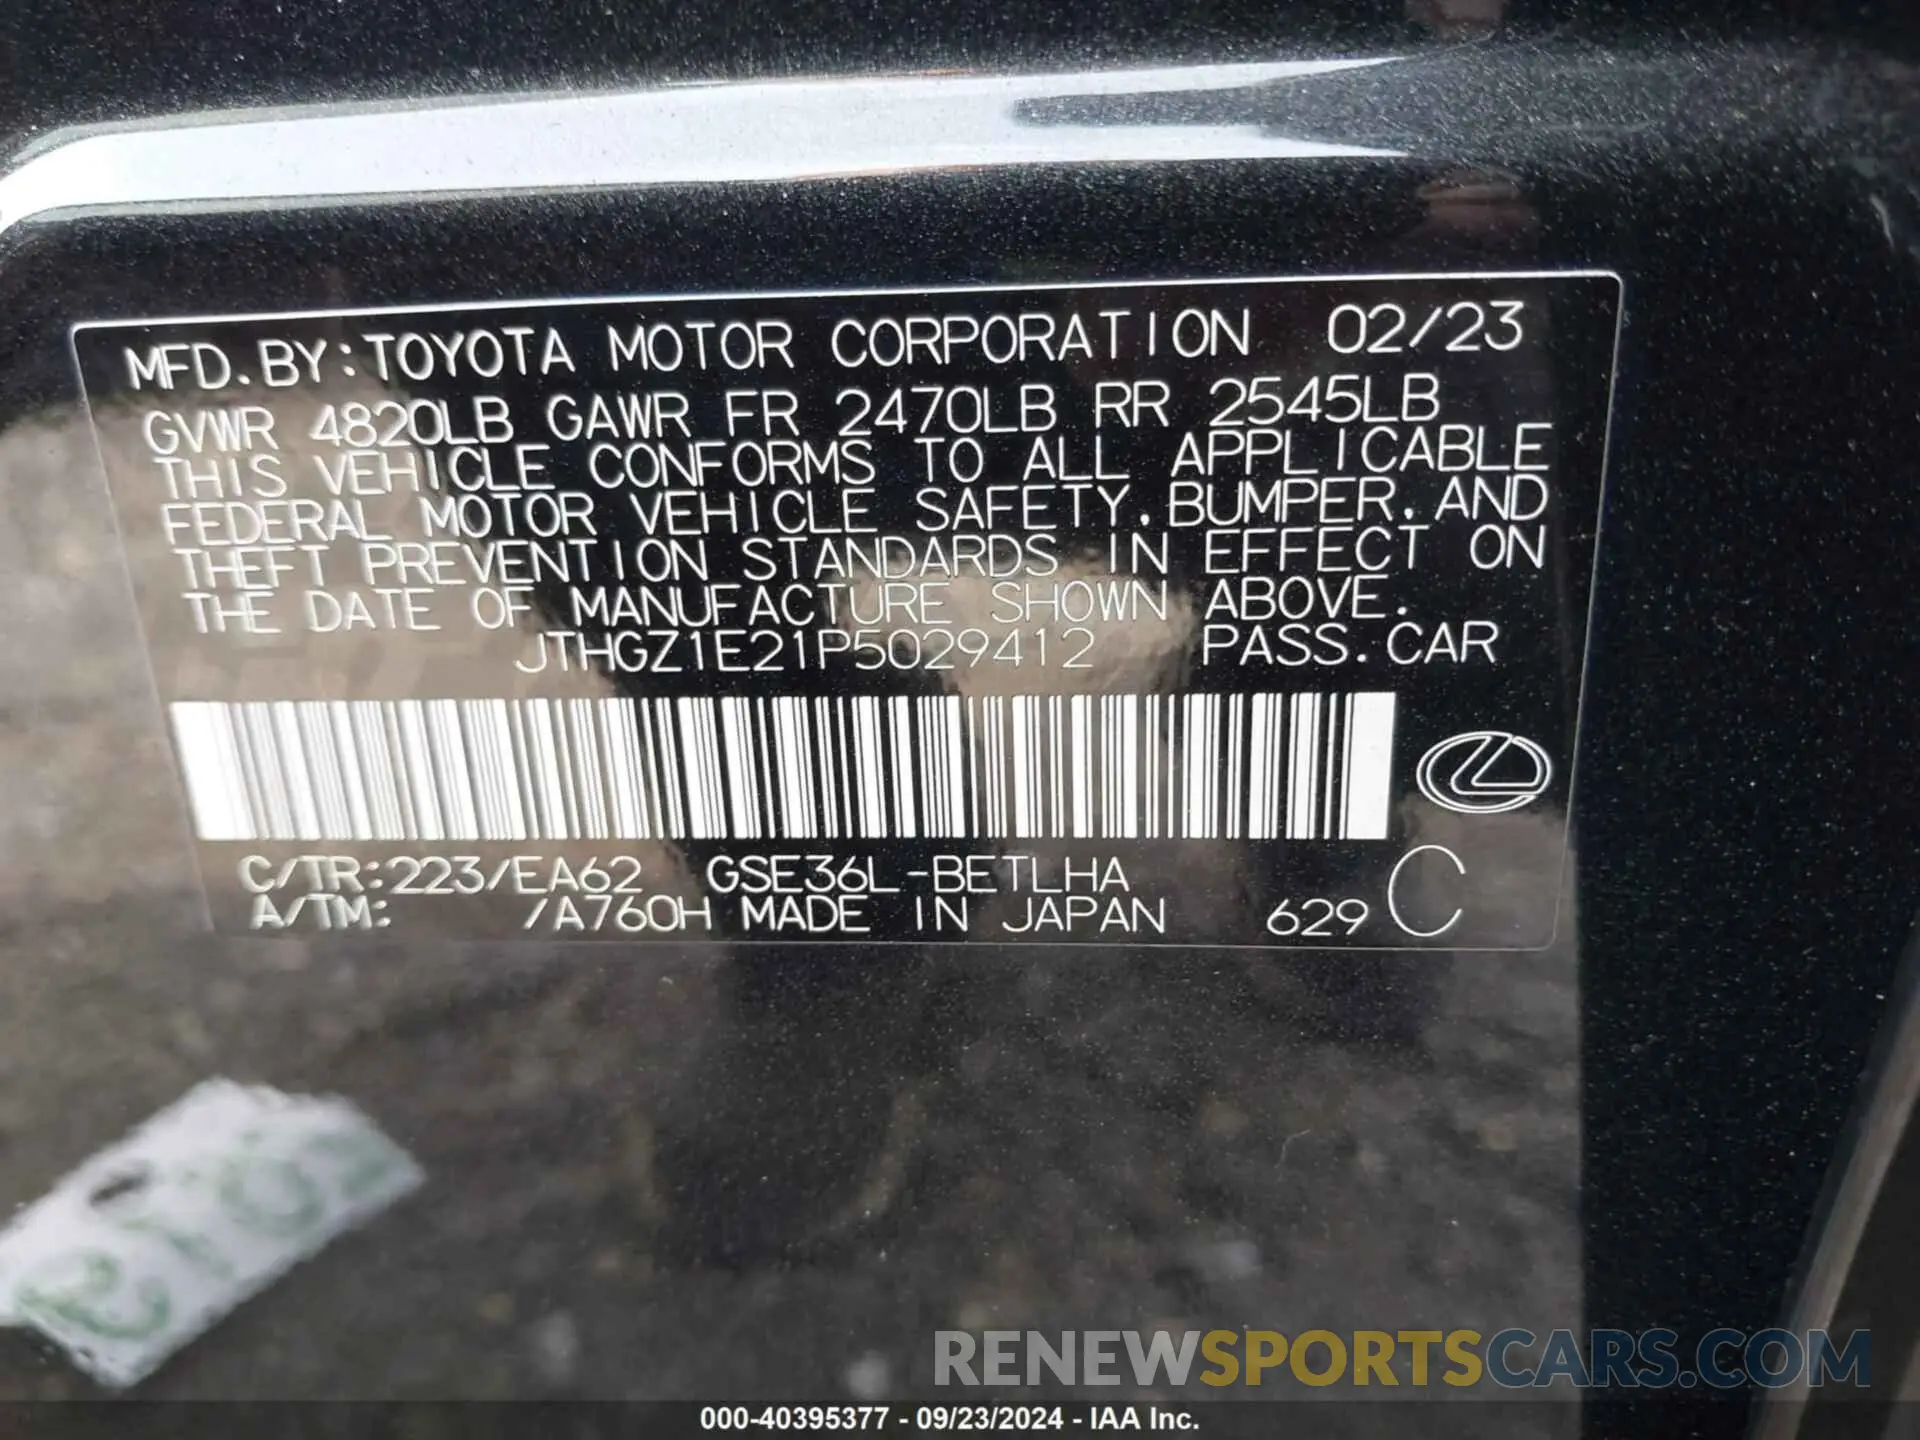 MFD.BY:TOYOTA MOTOR CORPORATION 02/23
GVWR 4820LB GAWR FR 2470LB RR 2545LB
THIS VEHICLE CONFORMS TO ALL APPLICABLE
FEDERAL MOTOR VEHICLE SAFETY.BUMPER.AND
THEFT PREVENTION STANDARDS IN EFFECT ON
THE DATE OF MANUFACTURE SHOWN ABOVE.
JTHGZ1E21P5029412 PASS.CAR
C/TR:223/EA62 GSE36L-BETLHA
A/TM: /A760H MADE IN JAPAN 629 C
RENEWSPORTSCARS.COM
000-40395377 - 09/23/2024 - IAA Inc.